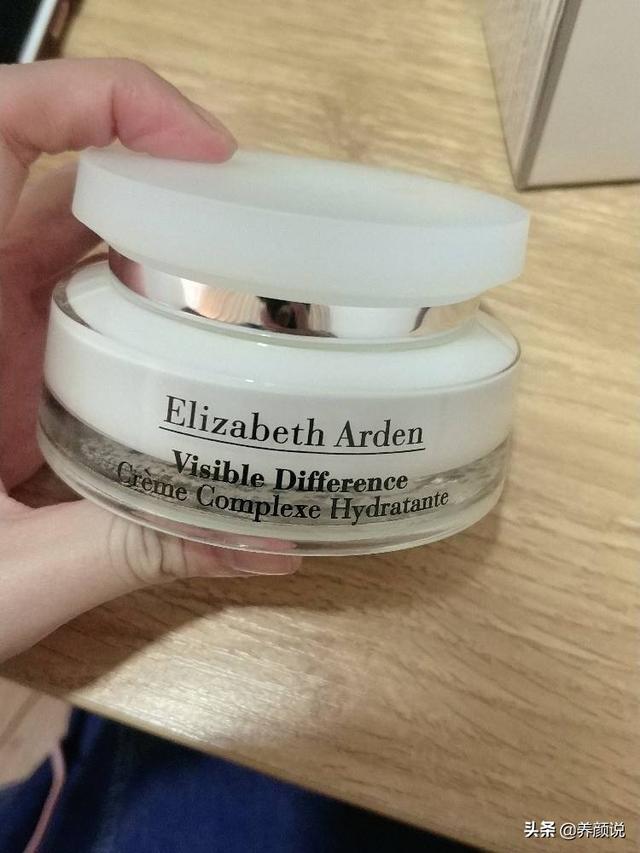 Elizabeth Arden
Visible Difference
Crème Complexe Hydratante
头条 @养颜说